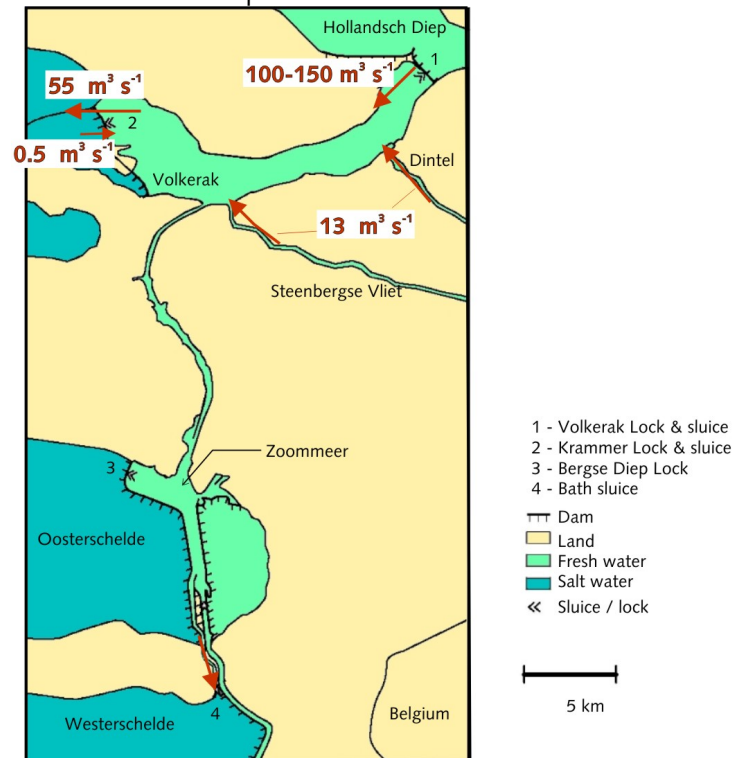 Hollandsch Diep
1
100-150 m³ s⁻¹
55 m³ s⁻¹
2
0.5 m³ s⁻¹
Dintel
Volkerak
13 m³ s⁻¹
Steenbergse Vliet
Zoommeer
3
Oosterschelde
4
Westerschelde
Belgium
1 - Volkerak Lock & sluice
2 - Krammer Lock & sluice
3 - Bergse Diep Lock
4 - Bath sluice
Dam
Land
Fresh water
Salt water
Sluice / lock
5 km